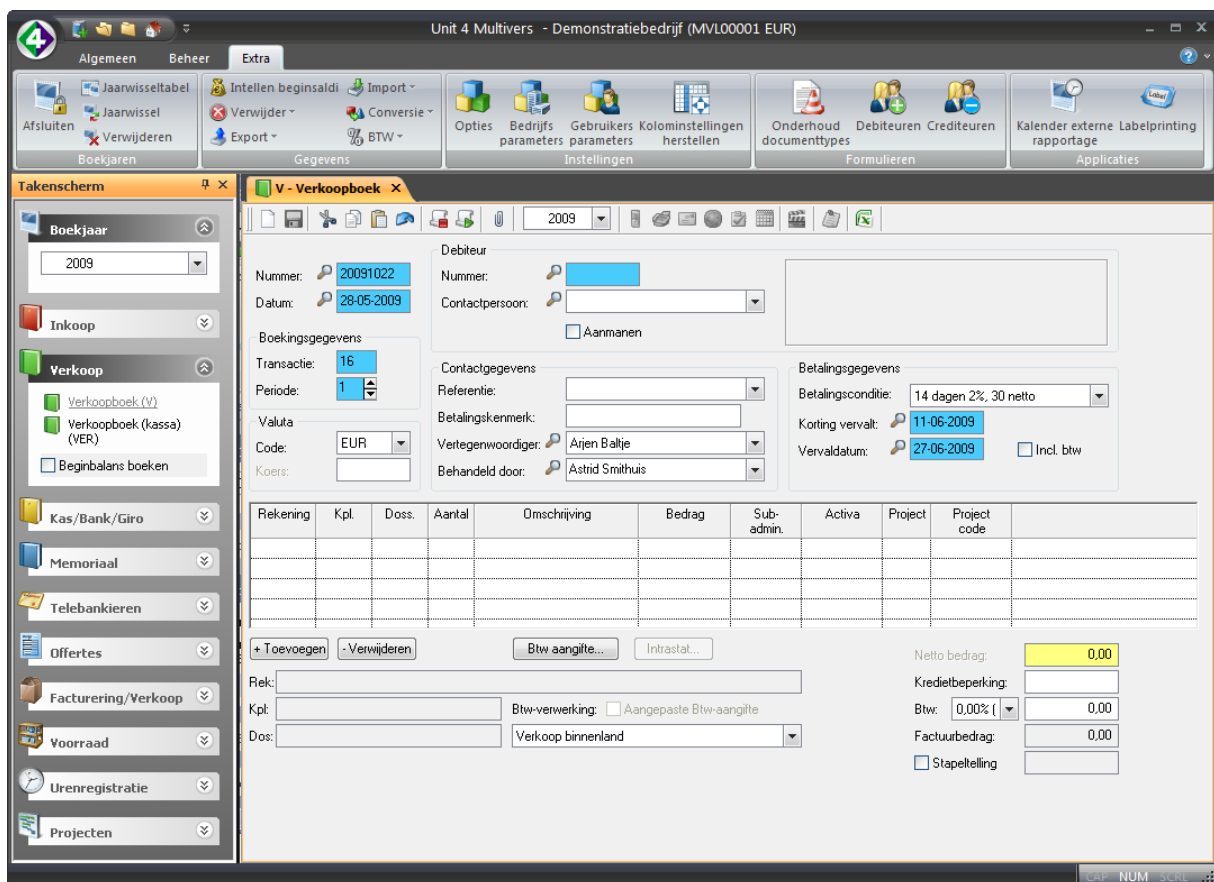 Unit 4 Multivers - Demonstratiebedrijf (MVL00001 EUR)
Algemeen Beheer Extra
Afsluiten
Jaarwisseltabel
Jaarwissel
Verwijderen
Boekjaren
Intellen beginsaldi
Verwijder
Export
Import
Conversie
BTW
Gegevens
Opties
Bedrijfs parameters
Gebruikers parameters
Kolominstellingen herstellen
Instellingen
Onderhoud documenttypes
Debiteuren
Crediteuren
Formulieren
Kalender externe rapportage
Label
Labelprinting
Applicaties
Takenscherm
Boekjaar
2009
Inkoop
Verkoop
Verkoopboek (V)
Verkoopboek (kassa) (VER)
Beginbalans boeken
Kas/Bank/Giro
Memoriaal
Telebankieren
Offertes
Facturering/Verkoop
Voorraad
Urenregistratie
Projecten
V - Verkoopboek X
2009
Nummer: 20091022
Datum: 28-05-2009
Debiteur
Nummer:
Contactpersoon:
Aanmanen
Boekingsgegevens
Transactie: 16
Periode: 1
Valuta
Code: EUR
Koers:
Contactgegevens
Referentie:
Betalingskenmerk:
Vertegenwoordiger: Arjen Baltje
Behandeld door: Astrid Smithuis
Betalingsgegevens
Betalingsconditie: 14 dagen 2%, 30 netto
Korting vervalt: 11-06-2009
Vervaldatum: 27-06-2009 Incl. btw
Rekening Kpl. Doss. Aantal Omschrijving Bedrag Sub-admin. Activa Project Project code
+ Toevoegen - Verwijderen Btw aangifte... Intrastat...
Rek:
Kpl:
Dos:
Btw-verwerking: Aangepaste Btw-aangifte
Verkoop binnenland
Netto bedrag: 0,00
Kredietbeperking:
Btw: 0,00% ( 0,00
Factuurbedrag: 0,00
Stapeltelling
CAP NUM SCRL